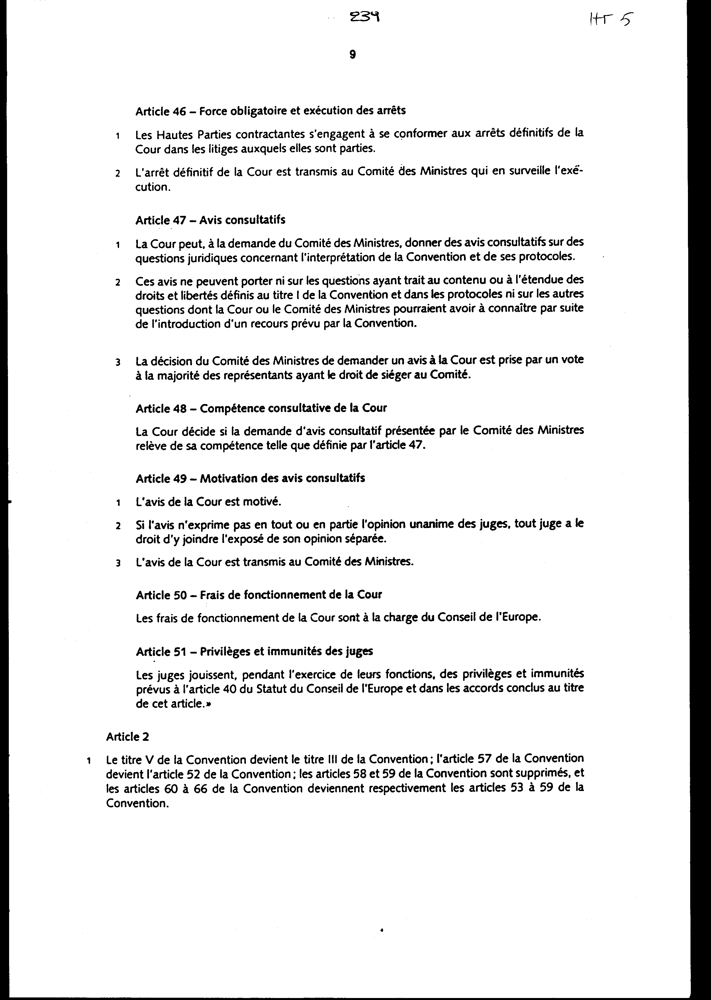 239
HT 5
9
Article 46 – Force obligatoire et exécution des arrêts
1 Les Hautes Parties contractantes s'engagent à se conformer aux arrêts définitifs de la
Cour dans les litiges auxquels elles sont parties.
2 L'arrêt définitif de la Cour est transmis au Comité des Ministres qui en surveille l'exé-
cution.
Article 47 – Avis consultatifs
1 La Cour peut, à la demande du Comité des Ministres, donner des avis consultatifs sur des
questions juridiques concernant l'interprétation de la Convention et de ses protocoles.
2 Ces avis ne peuvent porter ni sur les questions ayant trait au contenu ou à l'étendue des
droits et libertés définis au titre I de la Convention et dans les protocoles ni sur les autres
questions dont la Cour ou le Comité des Ministres pourraient avoir à connaître par suite
de l'introduction d'un recours prévu par la Convention.
3 La décision du Comité des Ministres de demander un avis à la Cour est prise par un vote
à la majorité des représentants ayant le droit de siéger au Comité.
Article 48 – Compétence consultative de la Cour
La Cour décide si la demande d'avis consultatif présentée par le Comité des Ministres
relève de sa compétence telle que définie par l'article 47.
Article 49 – Motivation des avis consultatifs
1 L'avis de la Cour est motivé.
2 Si l'avis n'exprime pas en tout ou en partie l'opinion unanime des juges, tout juge a le
droit d'y joindre l'exposé de son opinion séparée.
3 L'avis de la Cour est transmis au Comité des Ministres.
Article 50 – Frais de fonctionnement de la Cour
Les frais de fonctionnement de la Cour sont à la charge du Conseil de l'Europe.
Article 51 – Privilèges et immunités des juges
Les juges jouissent, pendant l'exercice de leurs fonctions, des privilèges et immunités
prévus à l'article 40 du Statut du Conseil de l'Europe et dans les accords conclus au titre
de cet article.»
Article 2
1 Le titre V de la Convention devient le titre III de la Convention ; l'article 57 de la Convention
devient l'article 52 de la Convention ; les articles 58 et 59 de la Convention sont supprimés, et
les articles 60 à 66 de la Convention deviennent respectivement les articles 53 à 59 de la
Convention.